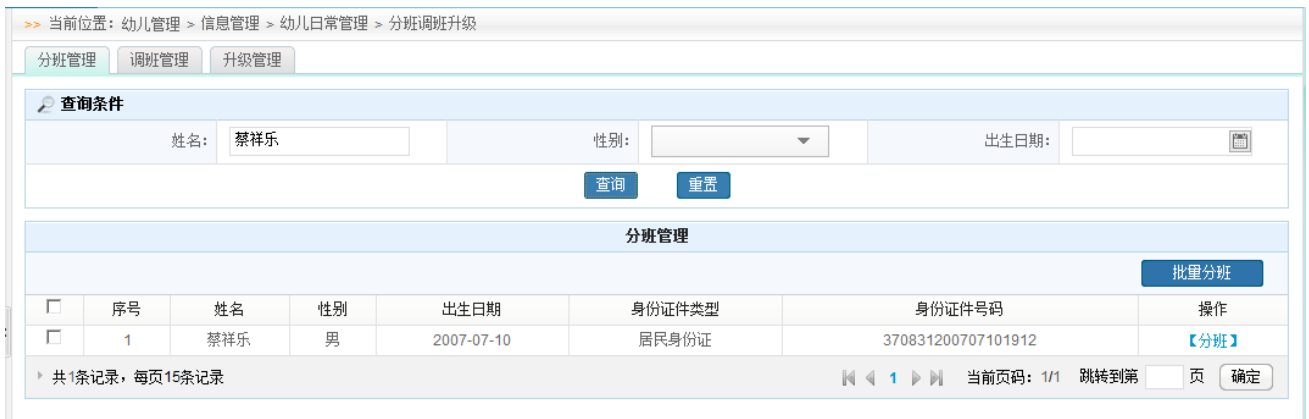 >> 当前位置：幼儿管理 > 信息管理 > 幼儿日常管理 > 分班调班升级
分班管理 调班管理 升级管理
查询条件
姓名： 蔡祥乐 性别： 出生日期：
查询 重置
分班管理
批量分班
序号 姓名 性别 出生日期 身份证件类型 身份证件号码 操作
1 蔡祥乐 男 2007-07-10 居民身份证 370831200707101912 【分班】
共1条记录，每页15条记录 1 当前页码：1/1 跳转到第 页 确定